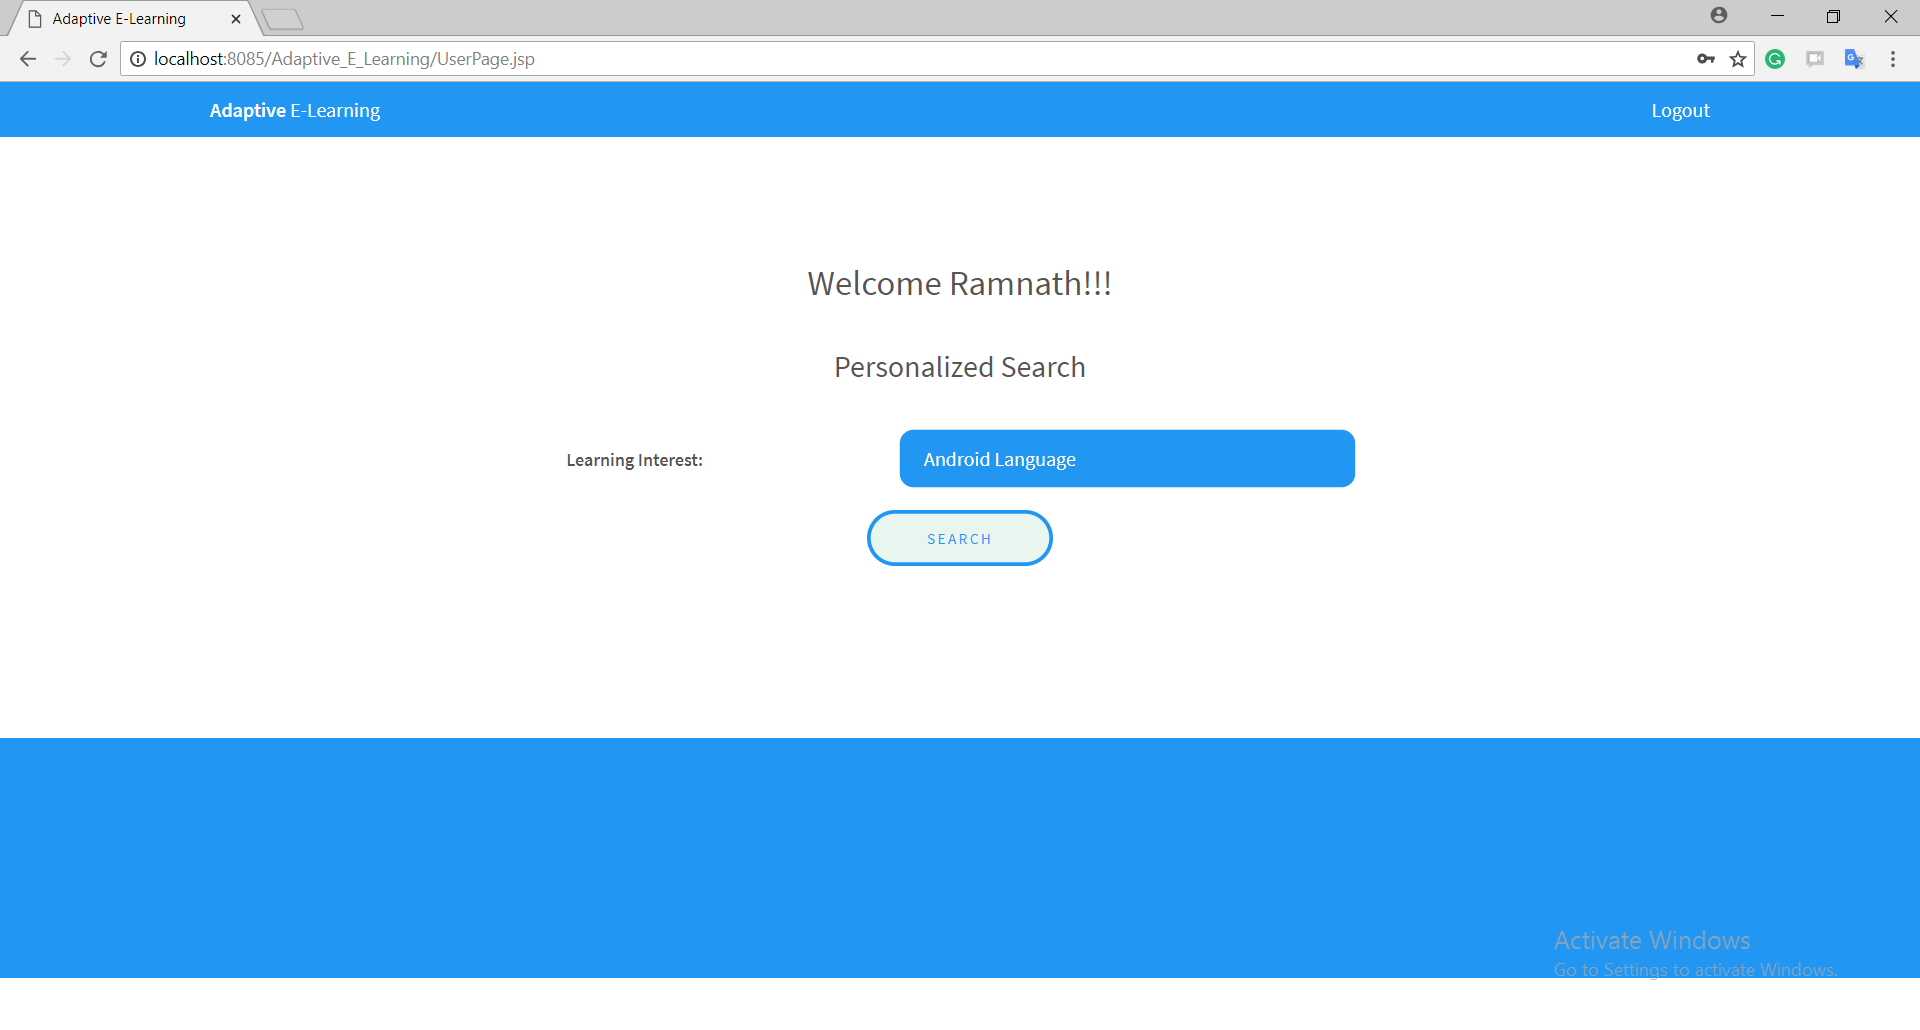 Adaptive E-Learning
localhost:8085/Adaptive_E_Learning/UserPage.jsp
Adaptive E-Learning
Logout
Welcome Ramnath!!!
Personalized Search
Learning Interest:
Android Language
SEARCH
Activate Windows
Go to Settings to activate Windows.